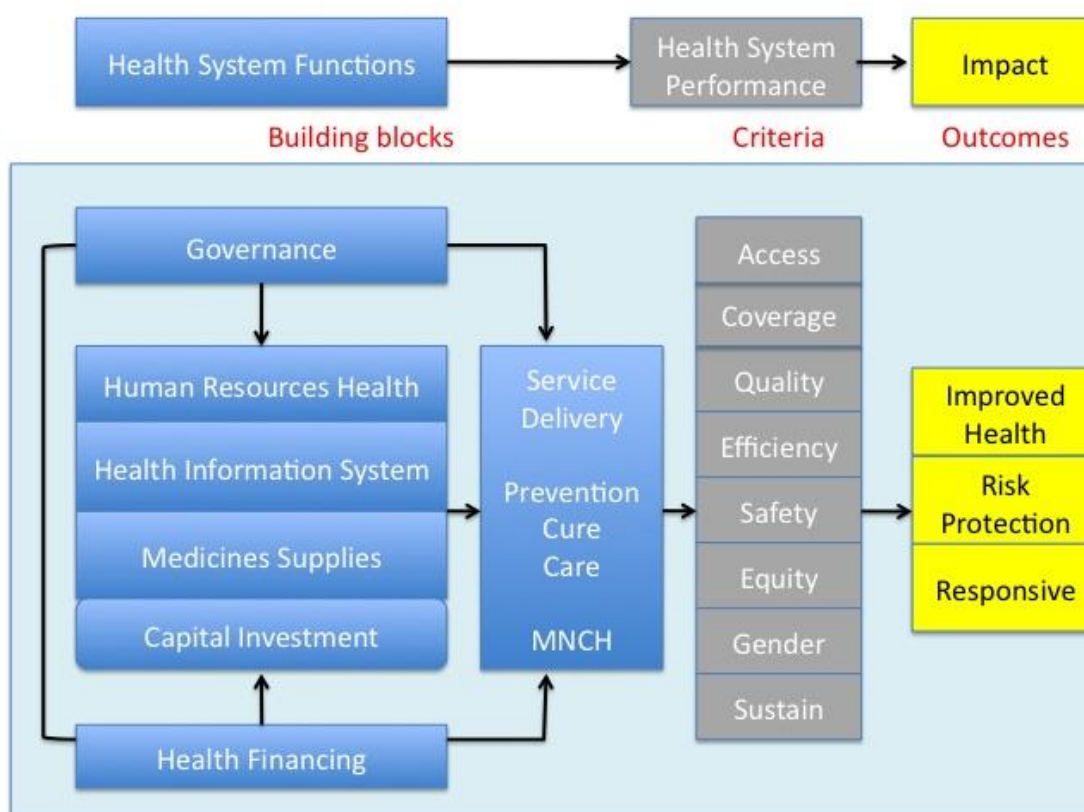 Health System Functions
Health System
Performance
Impact
Building blocks
Criteria
Outcomes
Governance
Human Resources Health
Health Information System
Medicines Supplies
Capital Investment
Health Financing
Service
Delivery
Prevention
Cure
Care
MNCH
Access
Coverage
Quality
Efficiency
Safety
Equity
Gender
Sustain
Improved
Health
Risk
Protection
Responsive